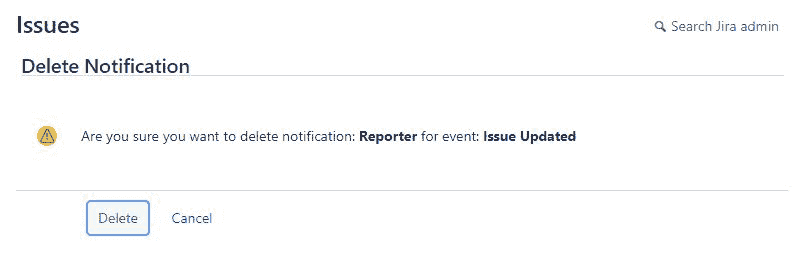 Issues
Search Jira admin
Delete Notification
Are you sure you want to delete notification: Reporter for event: Issue Updated
Delete Cancel